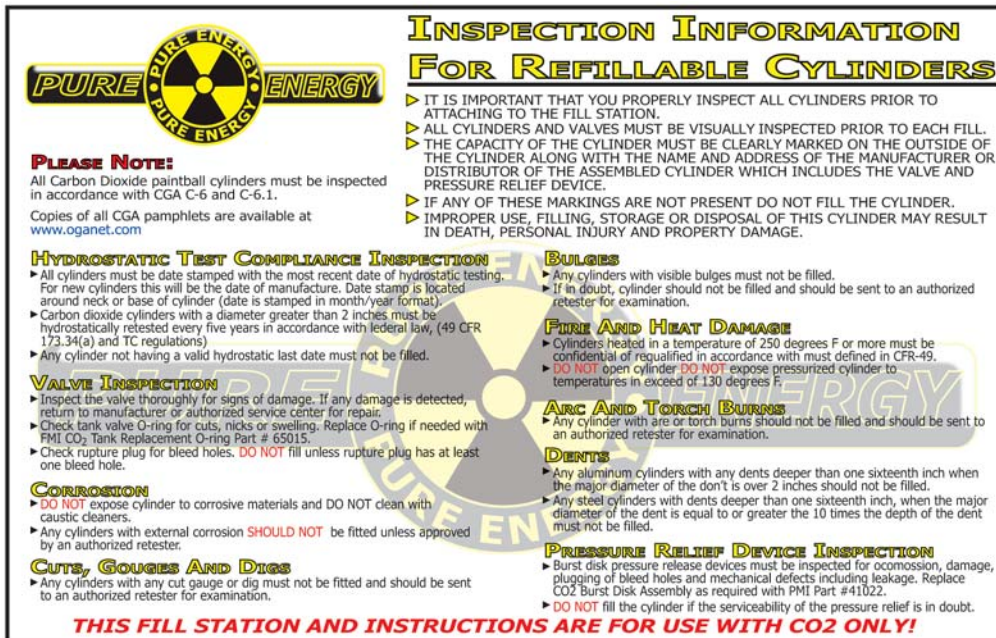 PURE ENERGY
PURE ENERGY
PURE ENERGY
INSPECTION INFORMATION
FOR REFILLABLE CYLINDERS
IT IS IMPORTANT THAT YOU PROPERLY INSPECT ALL CYLINDERS PRIOR TO
ATTACHING TO THE FILL STATION.
ALL CYLINDERS AND VALVES MUST BE VISUALLY INSPECTED PRIOR TO EACH FILL.
THE CAPACITY OF THE CYLINDER MUST BE CLEARLY MARKED ON THE OUTSIDE OF
THE CYLINDER ALONG WITH THE NAME AND ADDRESS OF THE MANUFACTURER OR
DISTRIBUTOR OF THE ASSEMBLED CYLINDER WHICH INCLUDES THE VALVE AND
PRESSURE RELIEF DEVICE.
IF ANY OF THESE MARKINGS ARE NOT PRESENT DO NOT FILL THE CYLINDER.
IMPROPER USE, FILLING, STORAGE OR DISPOSAL OF THIS CYLINDER MAY RESULT
IN DEATH, PERSONAL INJURY AND PROPERTY DAMAGE.
PLEASE NOTE:
All Carbon Dioxide paintball cylinders must be inspected
in accordance with CGA C-6 and C-6.1.
Copies of all CGA pamphlets are available at
www.oganet.com
HYDROSTATIC TEST COMPLIANCE INSPECTION
All cylinders must be date stamped with the most recent date of hydrostatic testing.
For new cylinders this will be the date of manufacture. Date stamp is located
around neck or base of cylinder (date is stamped in month/year format).
Carbon dioxide cylinders with a diameter greater than 2 inches must be
hydrostatically retested every five years in accordance with federal law, (49 CFR
173.34(a) and TC regulations)
Any cylinder not having a valid hydrostatic last date must not be filled.
VALVE INSPECTION
Inspect the valve thoroughly for signs of damage. If any damage is detected,
return to manufacturer or authorized service center for repair.
Check tank valve O-ring for cuts, nicks or swelling. Replace O-ring if needed with
FMI CO2 Tank Replacement O-ring Part # 65015.
Check rupture plug for bleed holes. DO NOT fill unless rupture plug has at least
one bleed hole.
CORROSION
DO NOT expose cylinder to corrosive materials and DO NOT clean with
caustic cleaners.
Any cylinders with external corrosion SHOULD NOT be fitted unless approved
by an authorized retester.
CUTS, GOUGES AND DIGS
Any cylinders with any cut gauge or dig must not be fitted and should be sent
to an authorized retester for examination.
BULGES
Any cylinders with visible bulges must not be filled.
If in doubt, cylinder should not be filled and should be sent to an authorized
retester for examination.
FIRE AND HEAT DAMAGE
Cylinders heated in a temperature of 250 degrees F or more must be
confidential of requalified in accordance with must defined in CFR-49.
DO NOT open cylinder DO NOT expose pressurized cylinder to
temperatures in exceed of 130 degrees F.
ARC AND TORCH BURNS
Any cylinder with are or torch burns should not be filled and should be sent to
an authorized retester for examination.
DENTS
Any aluminum cylinders with any dents deeper than one sixteenth inch when
the major diameter of the don't is over 2 inches should not be filled.
Any steel cylinders with dents deeper than one sixteenth inch, when the major
diameter of the dent is equal to or greater the 10 times the depth of the dent
must not be filled.
PRESSURE RELIEF DEVICE INSPECTION
Burst disk pressure release devices must be inspected for ocomossion, damage,
plugging of bleed holes and mechanical defects including leakage. Replace
CO2 Burst Disk Assembly as required with PMI Part #41022.
DO NOT fill the cylinder if the serviceability of the pressure relief is in doubt.
THIS FILL STATION AND INSTRUCTIONS ARE FOR USE WITH CO2 ONLY!